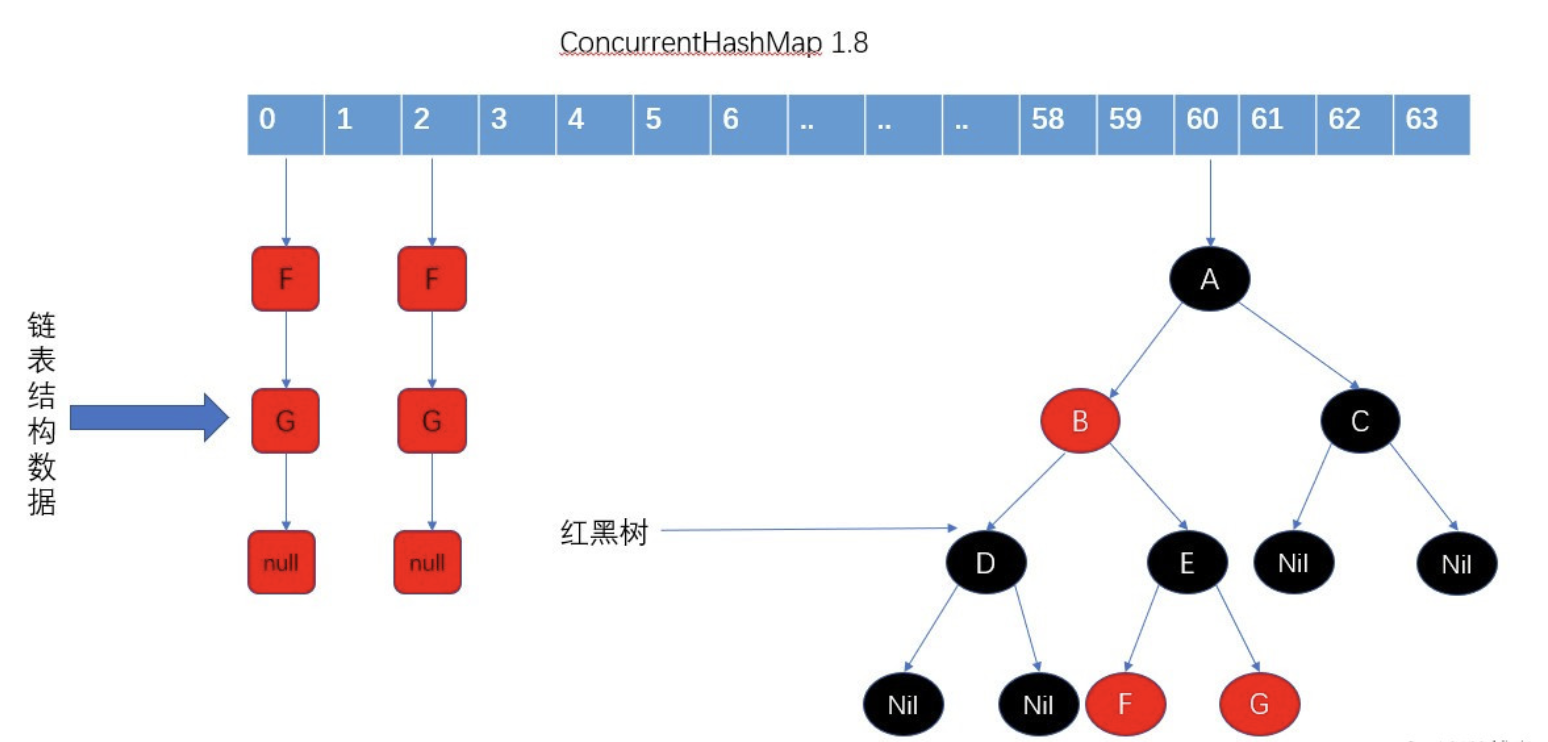 ConcurrentHashMap 1.8
0 1 2 3 4 5 6 .. .. .. 58 59 60 61 62 63
F F A
链表结构数据
G G B C
红黑树
null null D E Nil Nil
Nil Nil F G